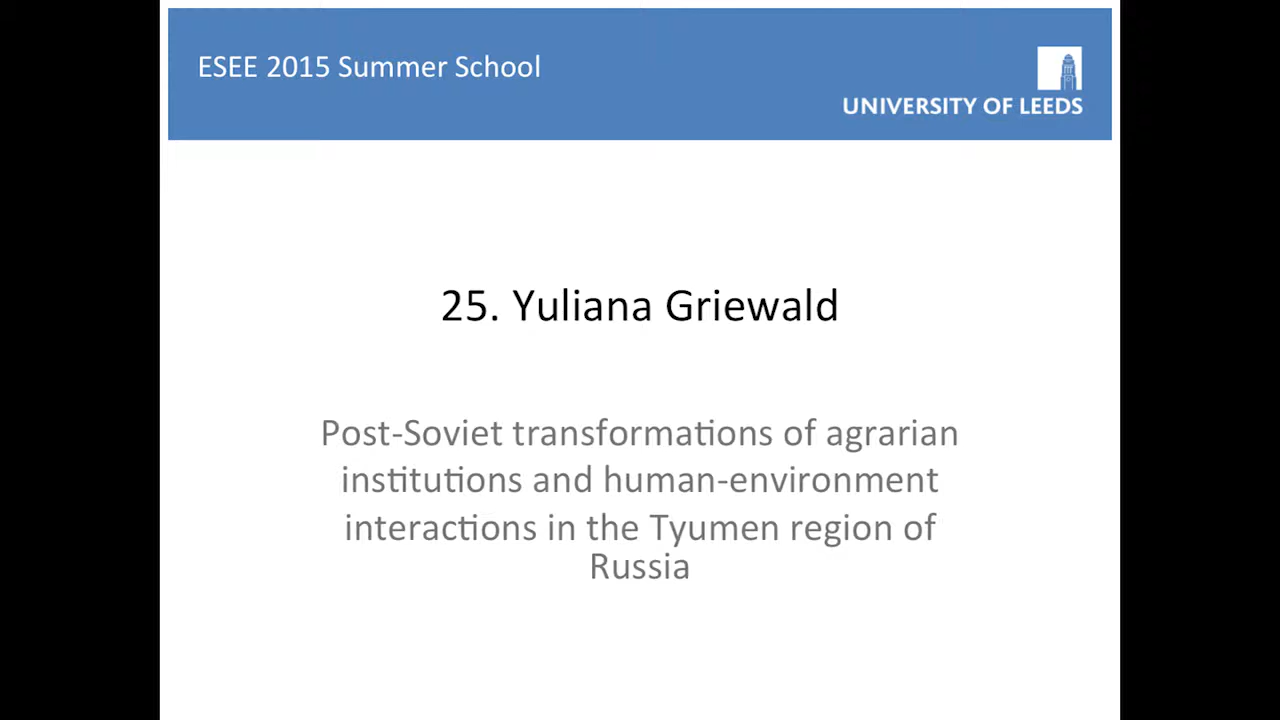 ESEE 2015 Summer School
UNIVERSITY OF LEEDS
25. Yuliana Griewald
Post-Soviet transformations of agrarian
institutions and human-environment
interactions in the Tyumen region of
Russia